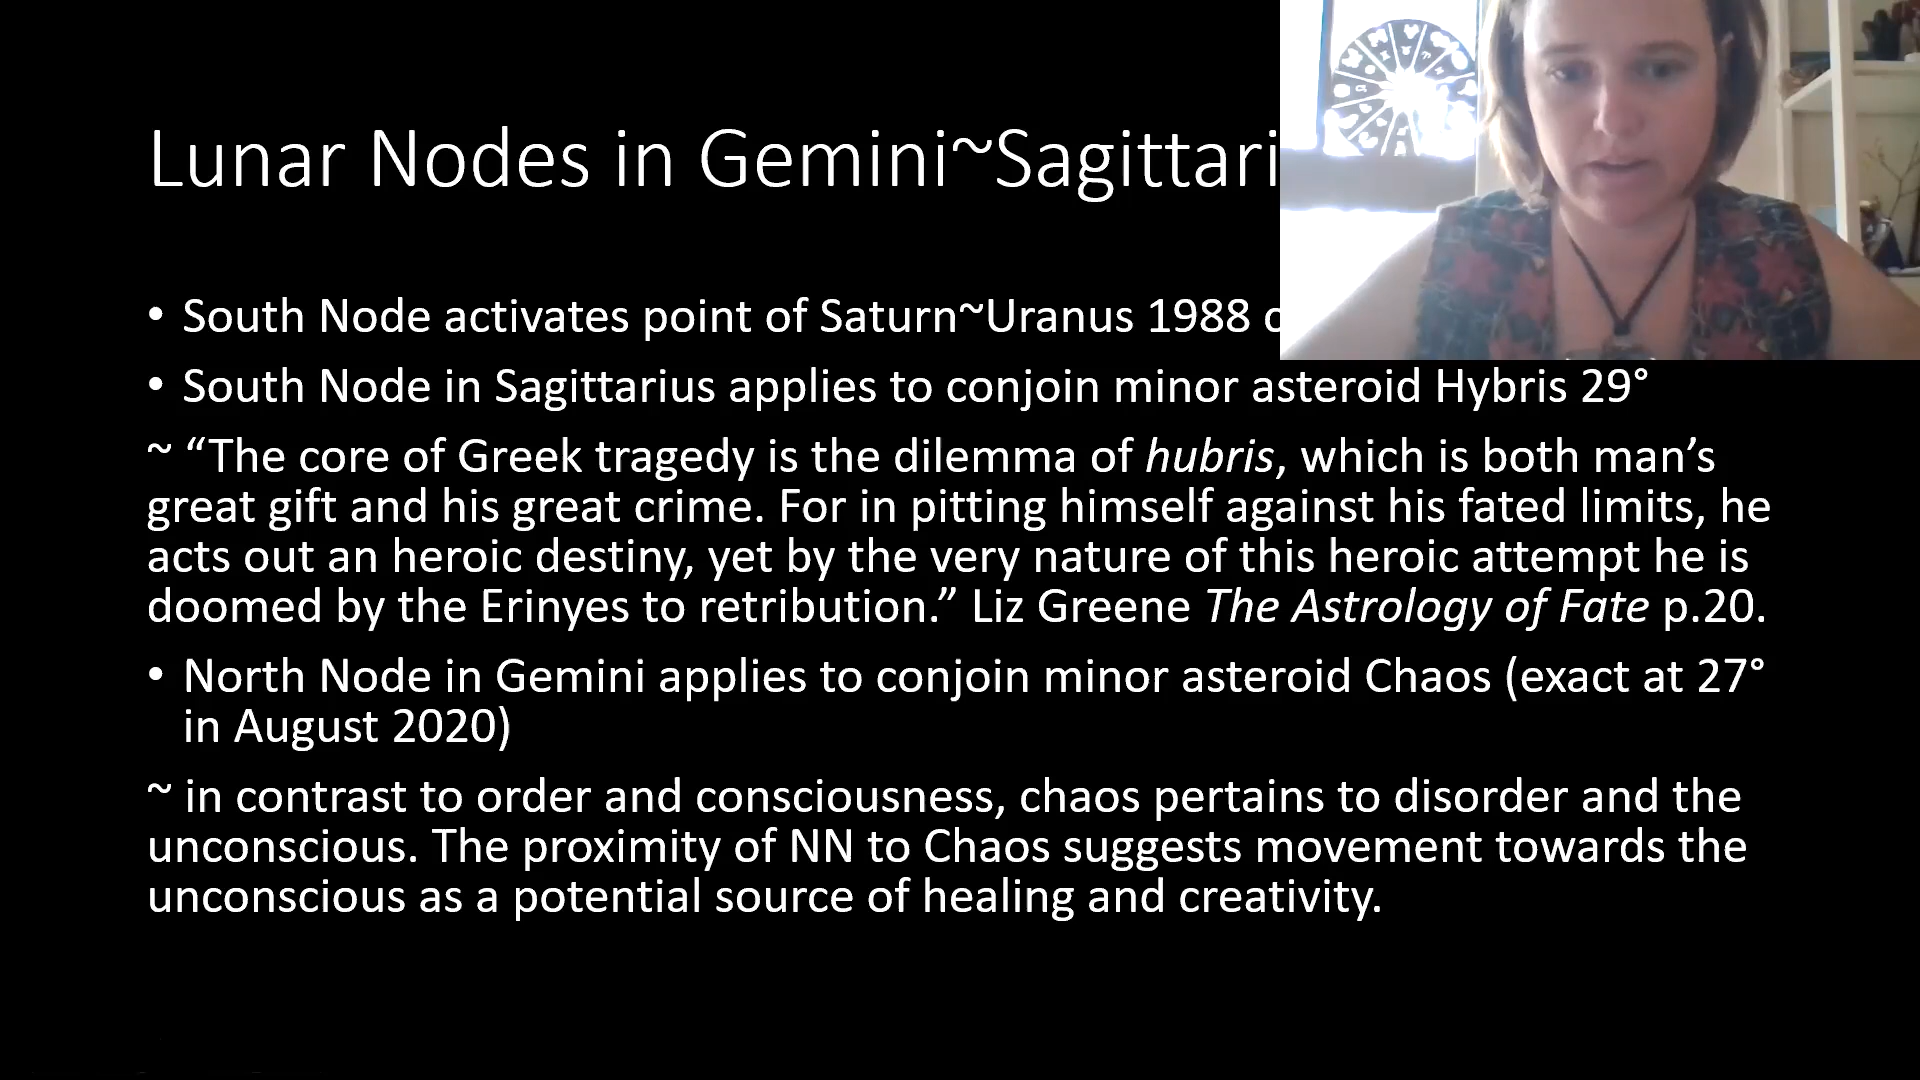 Lunar Nodes in Gemini~Sagittari
• South Node activates point of Saturn~Uranus 1988
• South Node in Sagittarius applies to conjoin minor asteroid Hybris 29°
~ “The core of Greek tragedy is the dilemma of hubris, which is both man’s
great gift and his great crime. For in pitting himself against his fated limits, he
acts out an heroic destiny, yet by the very nature of this heroic attempt he is
doomed by the Erinyes to retribution.” Liz Greene The Astrology of Fate p.20.
• North Node in Gemini applies to conjoin minor asteroid Chaos (exact at 27°
in August 2020)
~ in contrast to order and consciousness, chaos pertains to disorder and the
unconscious. The proximity of NN to Chaos suggests movement towards the
unconscious as a potential source of healing and creativity.